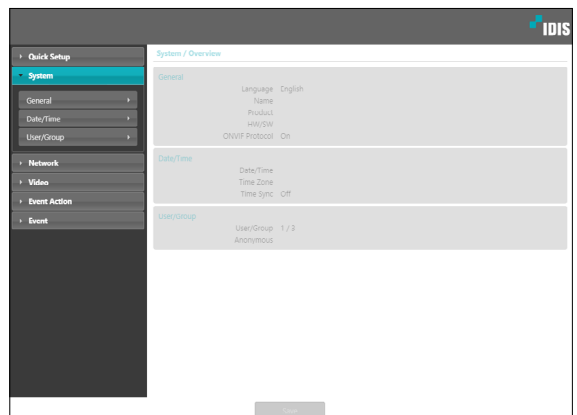 IDIS
Quick Setup
System
General
Date/Time
User/Group
Network
Video
Event Action
Event
System / Overview
General
Language English
Name
Product
HW/SW
ONVIF Protocol On
Date/Time
Date/Time
Time Zone
Time Sync Off
User/Group
User/Group 1 / 3
Anonymous
Save